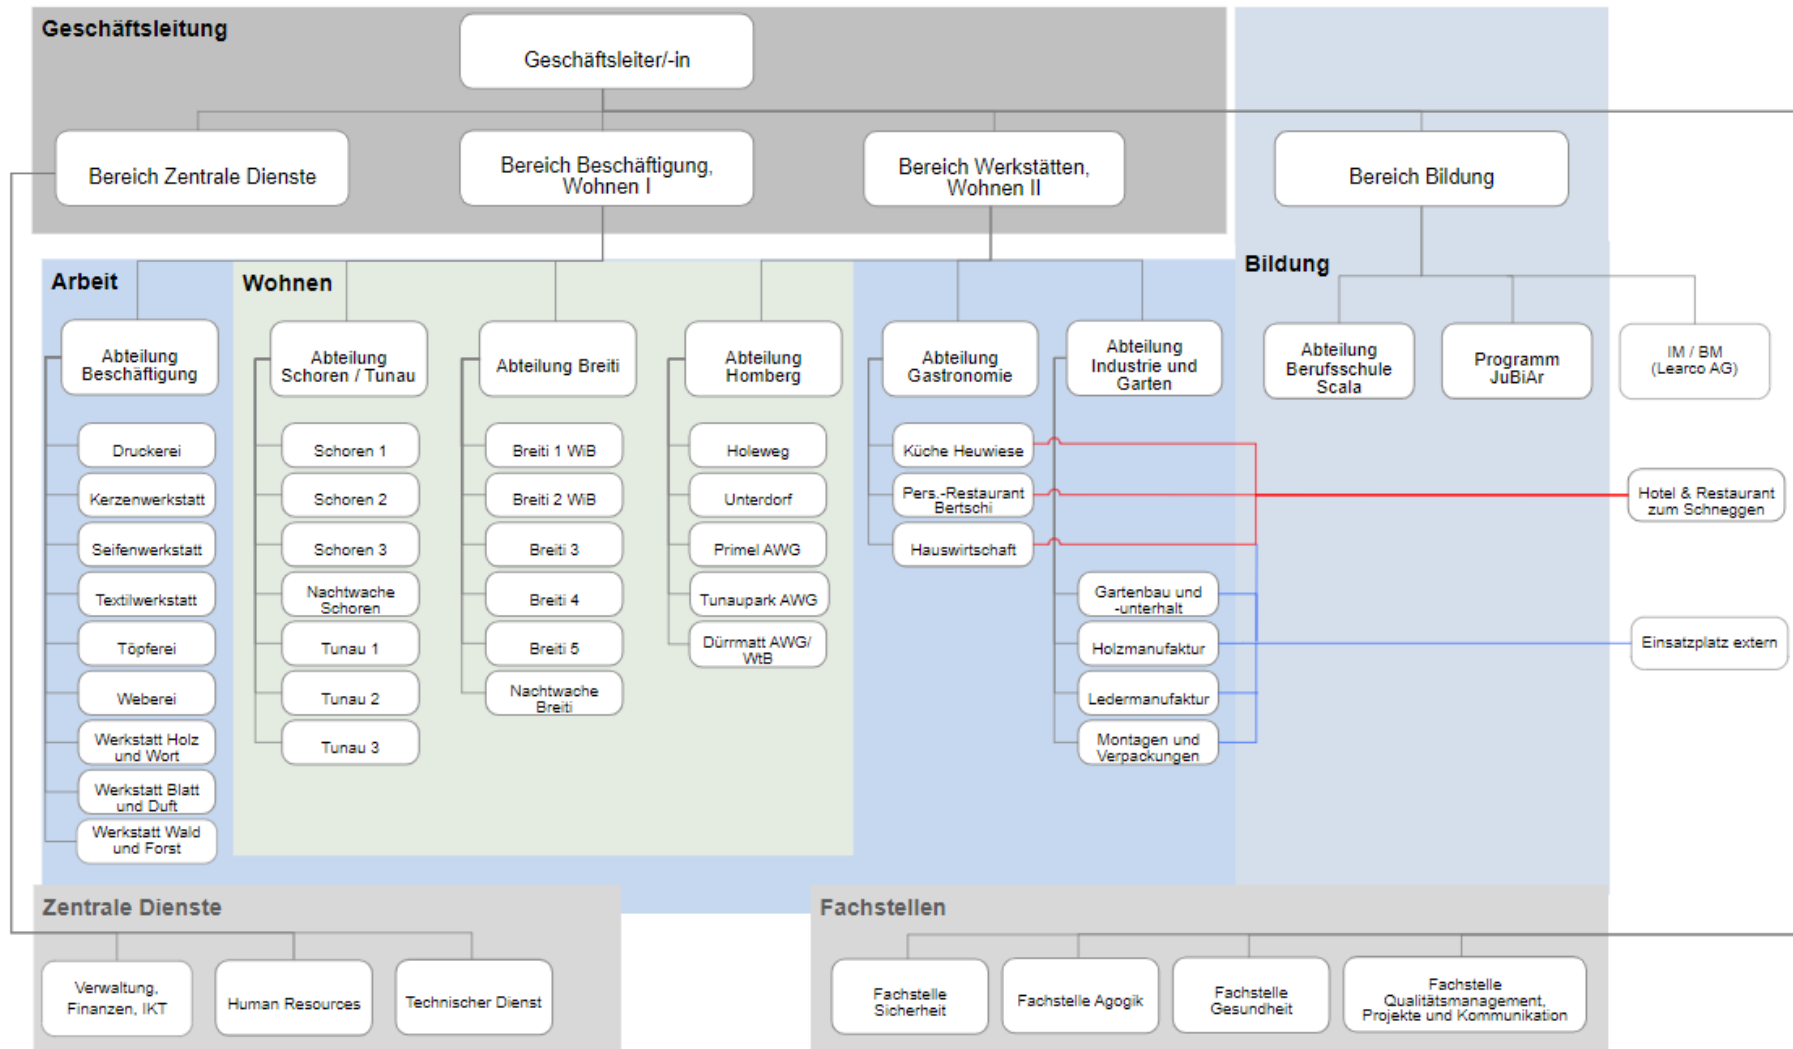 Geschäftsleitung
Geschäftsleiter/-in
Bereich Zentrale Dienste
Bereich Beschäftigung,
Wohnen I
Bereich Werkstätten,
Wohnen II
Bereich Bildung
Arbeit
Wohnen
Bildung
Abteilung
Beschäftigung
Druckerei
Kerzenwerkstatt
Seifenwerkstatt
Textilwerkstatt
Töpferei
Weberei
Werkstatt Holz
und Wort
Werkstatt Blatt
und Duft
Werkstatt Wald
und Forst
Abteilung
Schoren / Tunau
Schoren 1
Schoren 2
Schoren 3
Nachtwache
Schoren
Tunau 1
Tunau 2
Tunau 3
Abteilung Breiti
Breiti 1 WiB
Breiti 2 WiB
Breiti 3
Breiti 4
Breiti 5
Nachtwache
Breiti
Abteilung
Homberg
Holeweg
Unterdorf
Primel AWG
Tunaupark AWG
Dürrmatt AWG/
WtB
Abteilung
Gastronomie
Küche Heuwiese
Pers.-Restaurant
Bertschi
Hauswirtschaft
Abteilung
Industrie und
Garten
Gartenbau und
-unterhalt
Holzmanufaktur
Ledermanufaktur
Montagen und
Verpackungen
Abteilung
Berufsschule
Scala
Programm
JuBiAr
IM / BM
(Learco AG)
Hotel & Restaurant
zum Schneggen
Einsatzplatz extern
Zentrale Dienste
Verwaltung,
Finanzen, IKT
Human Resources
Technischer Dienst
Fachstellen
Fachstelle
Sicherheit
Fachstelle Agogik
Fachstelle
Gesundheit
Fachstelle
Qualitätsmanagement,
Projekte und Kommunikation